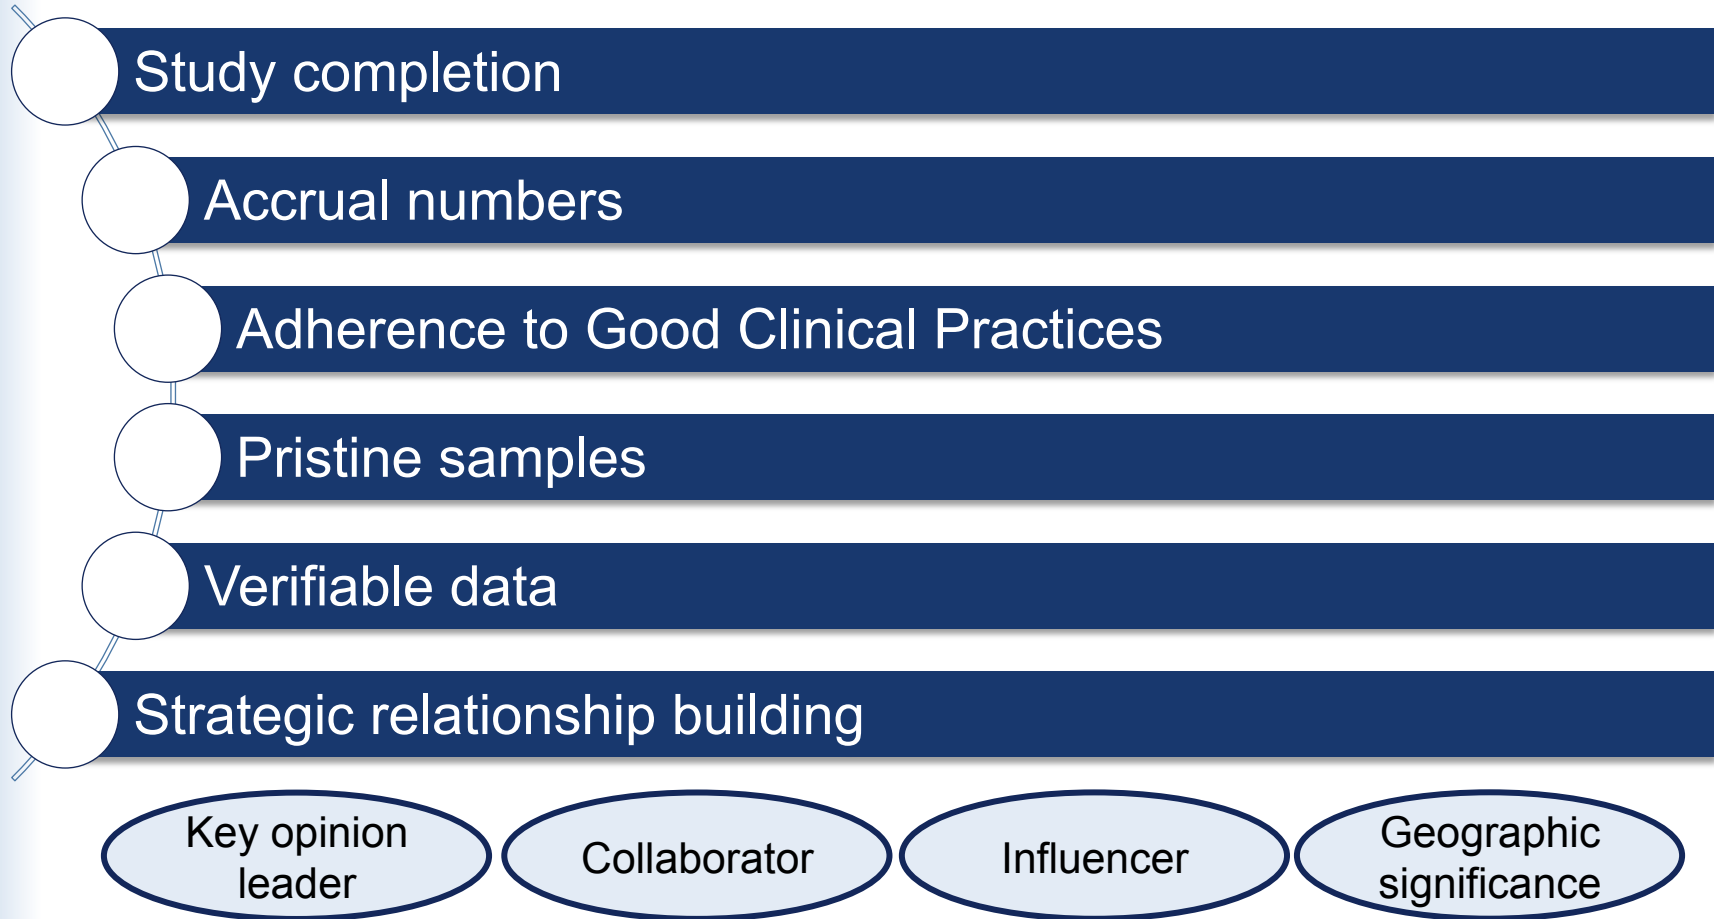 Study completion
Accrual numbers
Adherence to Good Clinical Practices
Pristine samples
Verifiable data
Strategic relationship building
Key opinion
leader
Collaborator
Influencer
Geographic
significance